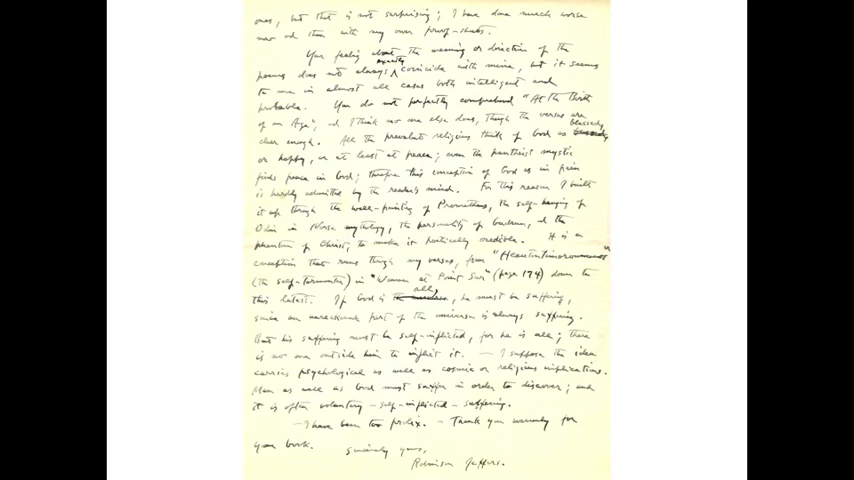 ones, but that is not surprising; I have done much worse
now and then with my own proof-sheets.
Your feeling about the meaning or direction of the
poems does not always exactly coincide with mine, but it seems
to me in almost all cases both intelligent and
probable. You do not perfectly comprehend "At the Birth
of an Age", and I think no one else does, though the verses are
clear enough. All the prevalent religions think of God as blessed
or happy, or at least at peace; even the pantheist mystic
finds peace in God; therefore this conception of God as in pain
is hardly admitted by the reader's mind. For this reason I built
it up through the wall-painting of Prometheus, the self-hanging of
Odin in Norse mythology, the personality of Gudrun, and the
phantom of Christ, to make it poetically credible. It is a
conception that runs through my verses, from "Heautontimoroumenos"
(the self-tormentor) in "Women at Point Sur" (page 174) down to
this latest. If God is all, he must be suffering,
since an unreckoned part of the universe is always suffering.
But his suffering must be self-inflicted, for he is all; there
is no one outside him to inflict it. — I suppose the idea
carries psychological as well as cosmic or religious implications.
Man as well as God must suffer in order to discover; and
it is often voluntary — self-inflicted — suffering.
— I have been too prolix. — Thank you warmly for
your book.
Sincerely yours,
Robinson Jeffers.